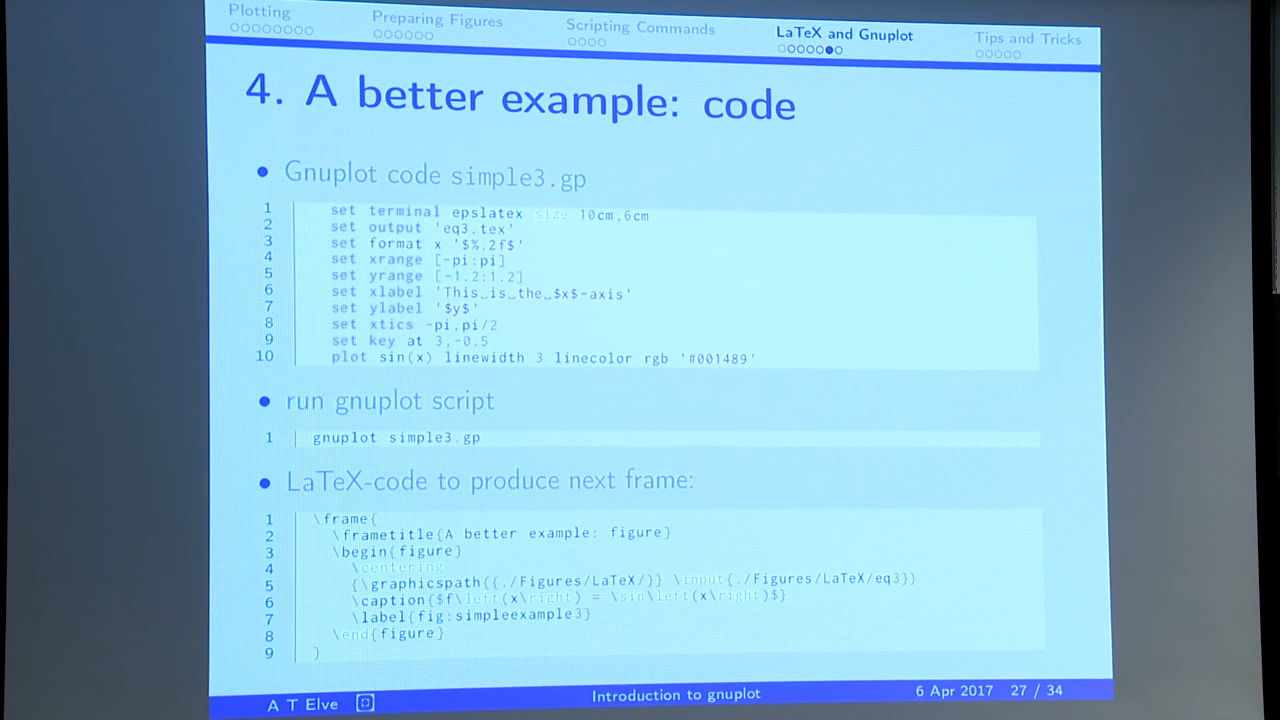 Plotting Preparing Figures Scripting Commands LaTeX and Gnuplot Tips and Tricks
4. A better example: code
• Gnuplot code simple3.gp
1 set terminal epslatex size 10cm,6cm
2 set output 'eq3.tex'
3 set format x '$%.2f$'
4 set xrange [-pi:pi]
5 set yrange [-1.2:1.2]
6 set xlabel 'This␣is␣the␣$x$-axis'
7 set ylabel '$y$'
8 set xtics -pi,pi/2
9 set key at 3,-0.5
10 plot sin(x) linewidth 3 linecolor rgb '#001489'
• run gnuplot script
1 gnuplot simple3.gp
• LaTeX-code to produce next frame:
1 \frame{
2 \frametitle{A better example: figure}
3 \begin{figure}
4 \centering
5 {\graphicspath{{./Figures/LaTeX/}} \input{./Figures/LaTeX/eq3}}
6 \caption{$f\left(x\right) = \sin\left(x\right)$}
7 \label{fig:simpleexample3}
8 \end{figure}
9 }
A T Elve Introduction to gnuplot 6 Apr 2017 27 / 34